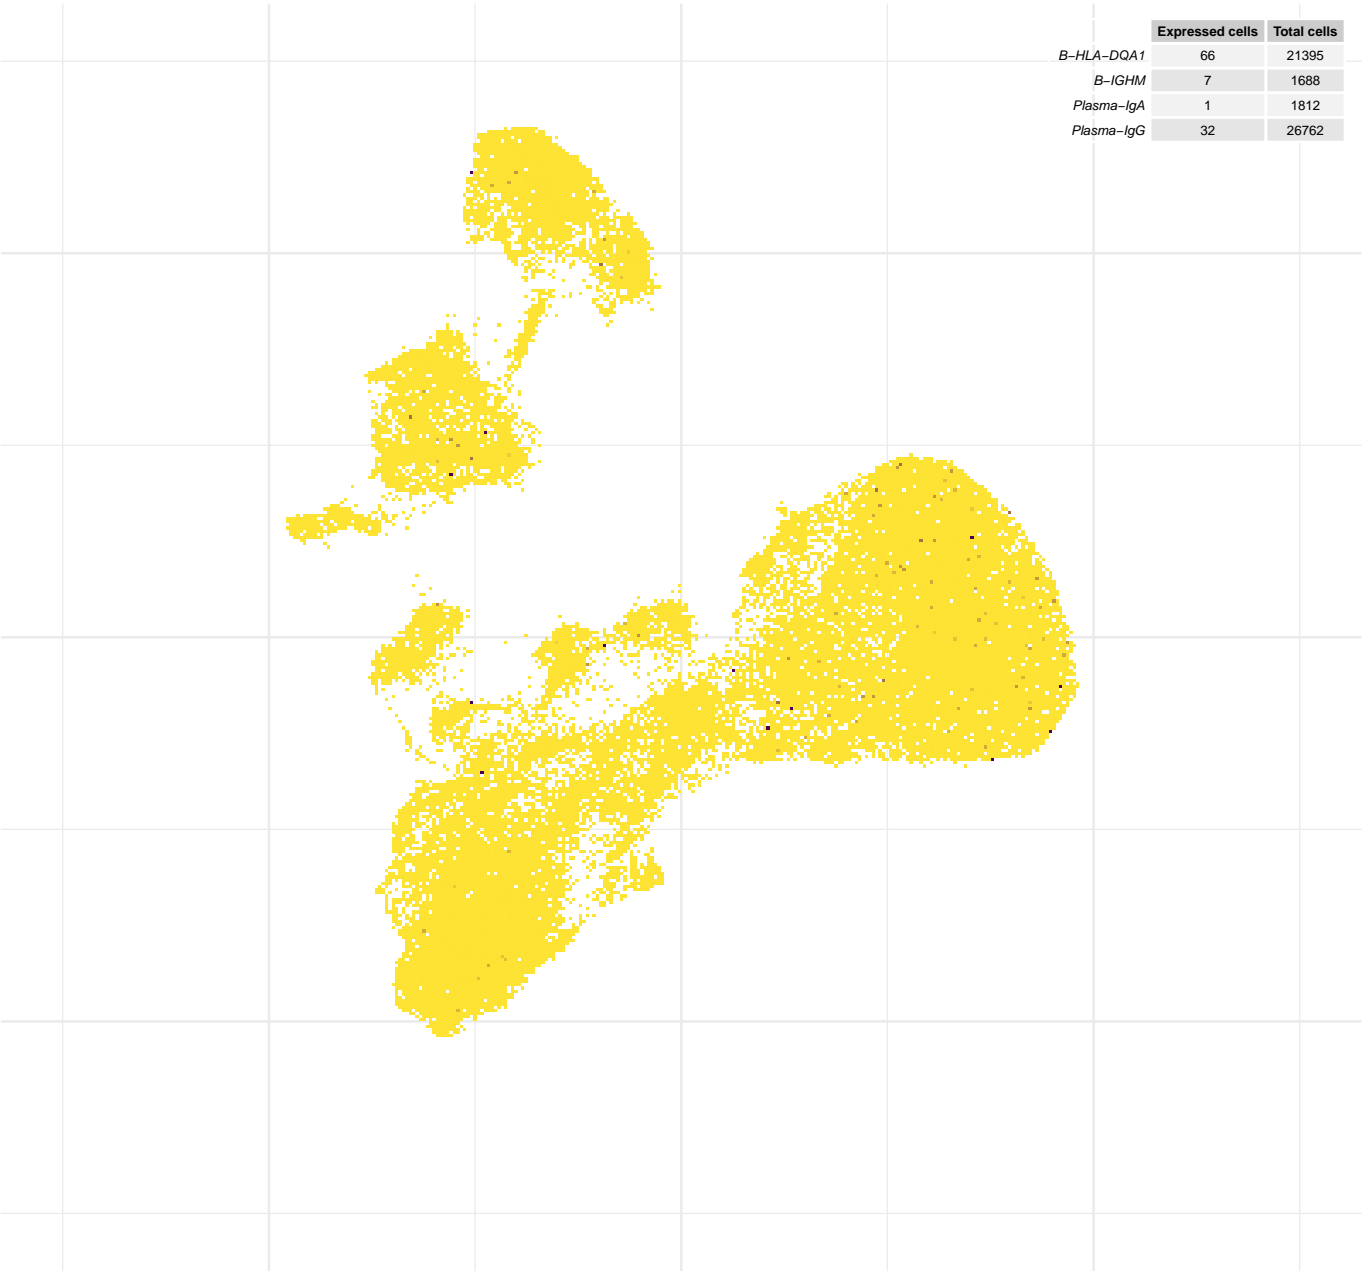 Expressed cells Total cells
B−HLA−DQA1 66 21395
B−IGHM 7 1688
Plasma−IgA 1 1812
Plasma−IgG 32 26762